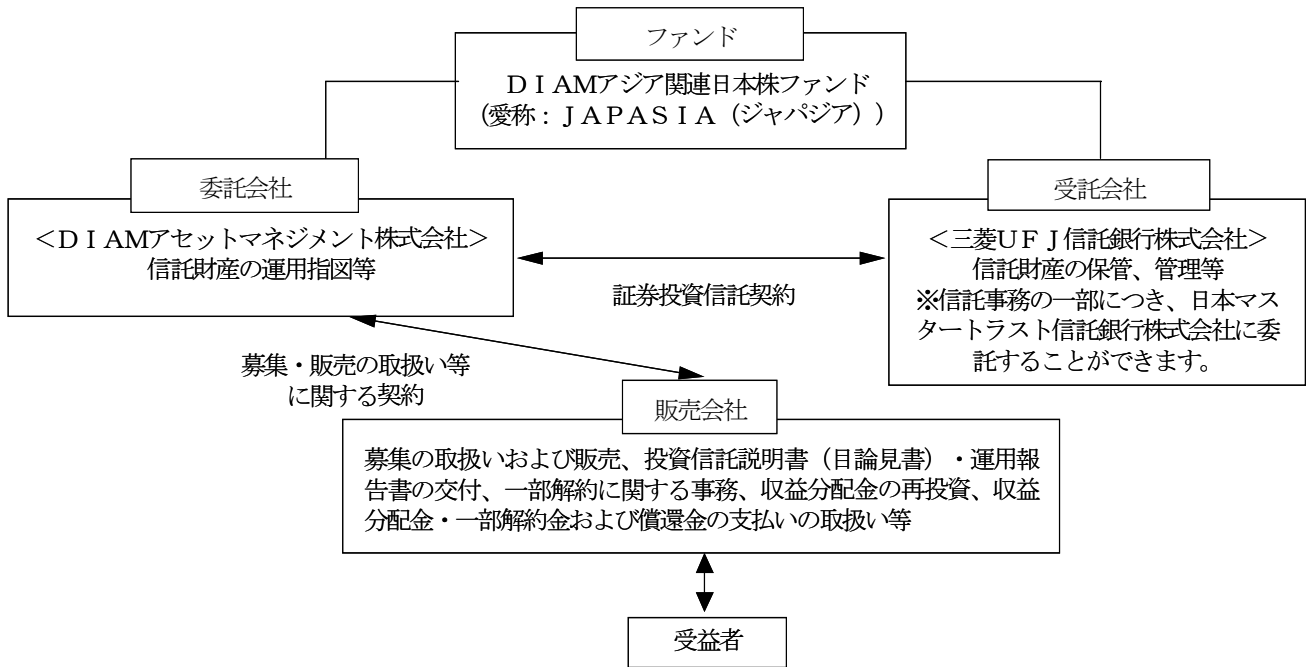 ファンド
ＤＩＡＭアジア関連日本株ファンド
（愛称：ＪＡＰＡＳＩＡ（ジャパジア））
委託会社
＜ＤＩＡＭアセットマネジメント株式会社＞
信託財産の運用指図等
受託会社
＜三菱ＵＦＪ信託銀行株式会社＞
信託財産の保管、管理等
※信託事務の一部につき、日本マス
タートラスト信託銀行株式会社に委
託することができます。
証券投資信託契約
募集・販売の取扱い等
に関する契約
販売会社
募集の取扱いおよび販売、投資信託説明書（目論見書）・運用報
告書の交付、一部解約に関する事務、収益分配金の再投資、収益
分配金・一部解約金および償還金の支払いの取扱い等
受益者